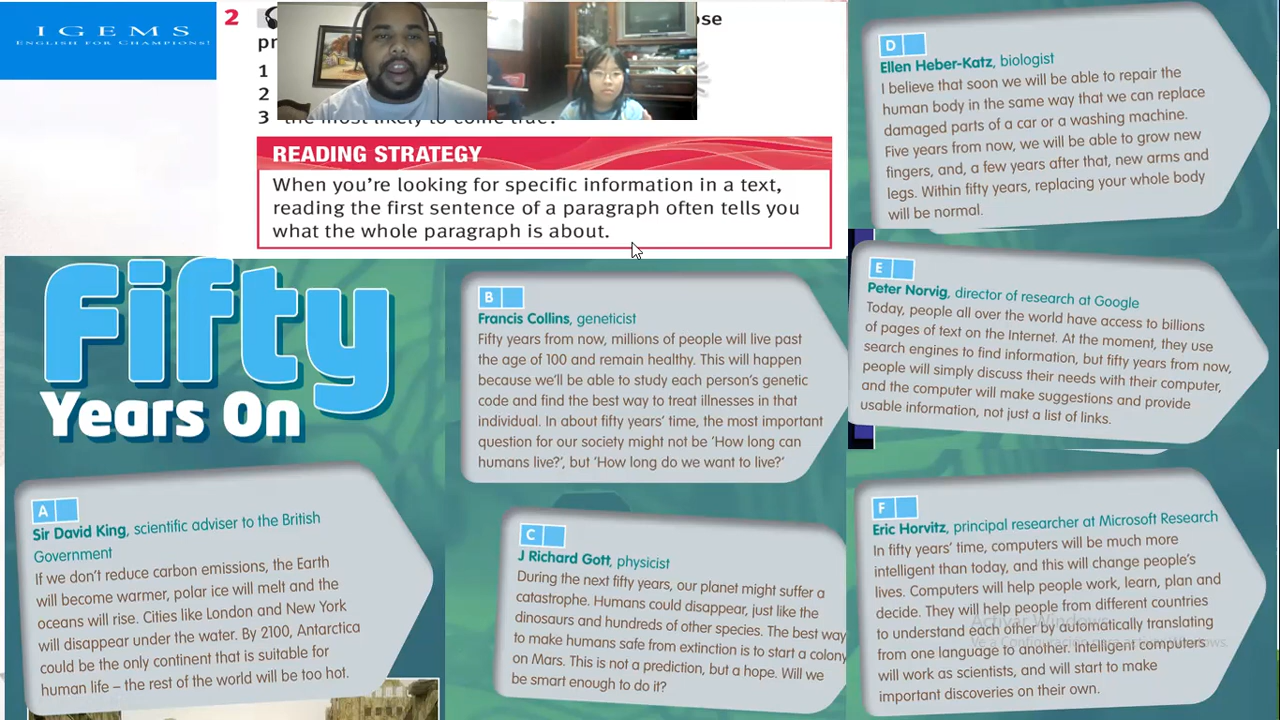 IGEMS
ENGLISH FOR CHAMPIONS!
2
ose
pr
1
2
3 the most likely to come true?
READING STRATEGY
When you're looking for specific information in a text,
reading the first sentence of a paragraph often tells you
what the whole paragraph is about.
Fifty
Years On
A
Sir David King, scientific adviser to the British
Government
If we don't reduce carbon emissions, the Earth
will become warmer, polar ice will melt and the
oceans will rise. Cities like London and New York
will disappear under the water. By 2100, Antarctica
could be the only continent that is suitable for
human life – the rest of the world will be too hot.
B
Francis Collins, geneticist
Fifty years from now, millions of people will live past
the age of 100 and remain healthy. This will happen
because we'll be able to study each person's genetic
code and find the best way to treat illnesses in that
individual. In about fifty years' time, the most important
question for our society might not be 'How long can
humans live?', but 'How long do we want to live?'
C
J Richard Gott, physicist
During the next fifty years, our planet might suffer a
catastrophe. Humans could disappear, just like the
dinosaurs and hundreds of other species. The best way
to make humans safe from extinction is to start a colony
on Mars. This is not a prediction, but a hope. Will we
be smart enough to do it?
D
Ellen Heber-Katz, biologist
I believe that soon we will be able to repair the
human body in the same way that we can replace
damaged parts of a car or a washing machine.
Five years from now, we will be able to grow new
fingers, and, a few years after that, new arms and
legs. Within fifty years, replacing your whole body
will be normal.
E
Peter Norvig, director of research at Google
Today, people all over the world have access to billions
of pages of text on the Internet. At the moment, they use
search engines to find information, but fifty years from now,
people will simply discuss their needs with their computer,
and the computer will make suggestions and provide
usable information, not just a list of links.
F
Eric Horvitz, principal researcher at Microsoft Research
In fifty years' time, computers will be much more
intelligent than today, and this will change people's
lives. Computers will help people work, learn, plan and
decide. They will help people from different countries
to understand each other by automatically translating
from one language to another. Intelligent computers
will work as scientists, and will start to make
important discoveries on their own.
Activar Windows
Ve a Configuración para activar Windows.